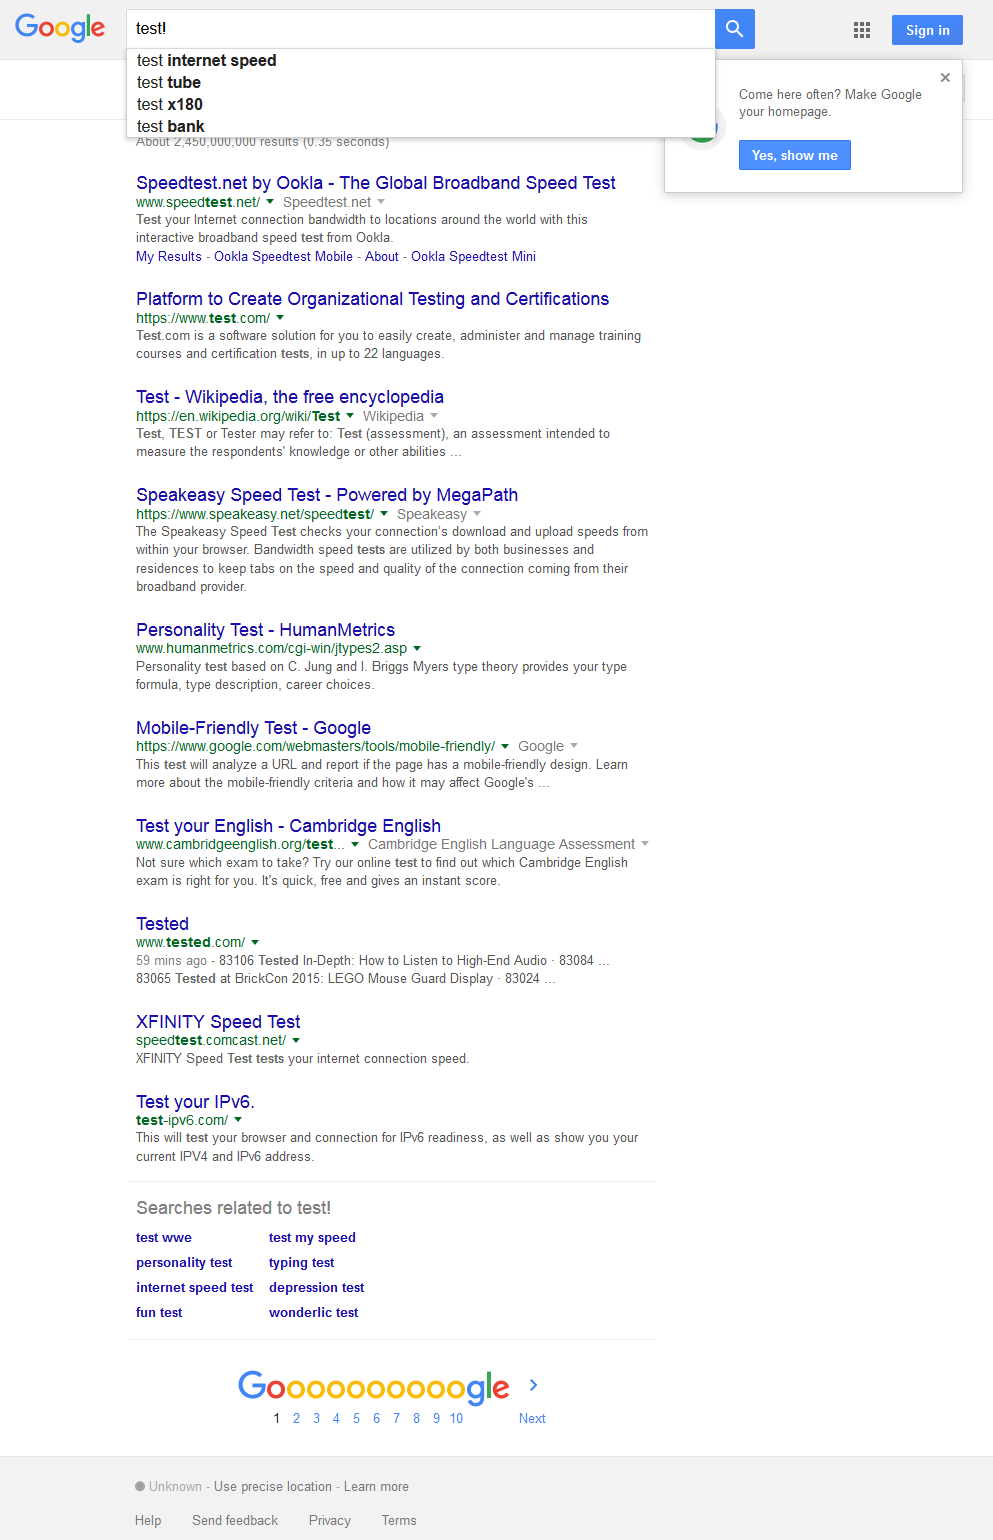 Google
test!
Sign in
test internet speed
test tube
test x180
test bank
Come here often? Make Google
your homepage.
Yes, show me
About 2,450,000,000 results (0.35 seconds)
Speedtest.net by Ookla - The Global Broadband Speed Test
www.speedtest.net/ Speedtest.net
Test your Internet connection bandwidth to locations around the world with this
interactive broadband speed test from Ookla.
My Results - Ookla Speedtest Mobile - About - Ookla Speedtest Mini
Platform to Create Organizational Testing and Certifications
https://www.test.com/
Test.com is a software solution for you to easily create, administer and manage training
courses and certification tests, in up to 22 languages.
Test - Wikipedia, the free encyclopedia
https://en.wikipedia.org/wiki/Test Wikipedia
Test, TEST or Tester may refer to: Test (assessment), an assessment intended to
measure the respondents' knowledge or other abilities ...
Speakeasy Speed Test - Powered by MegaPath
https://www.speakeasy.net/speedtest/ Speakeasy
The Speakeasy Speed Test checks your connection’s download and upload speeds from
within your browser. Bandwidth speed tests are utilized by both businesses and
residences to keep tabs on the speed and quality of the connection coming from their
broadband provider.
Personality Test - HumanMetrics
www.humanmetrics.com/cgi-win/jtypes2.asp
Personality test based on C. Jung and I. Briggs Myers type theory provides your type
formula, type description, career choices.
Mobile-Friendly Test - Google
https://www.google.com/webmasters/tools/mobile-friendly/ Google
This test will analyze a URL and report if the page has a mobile-friendly design. Learn
more about the mobile-friendly criteria and how it may affect Google's ...
Test your English - Cambridge English
www.cambridgeenglish.org/test... Cambridge English Language Assessment
Not sure which exam to take? Try our online test to find out which Cambridge English
exam is right for you. It's quick, free and gives an instant score.
Tested
www.tested.com/
59 mins ago - 83106 Tested In-Depth: How to Listen to High-End Audio · 83084 ...
83065 Tested at BrickCon 2015: LEGO Mouse Guard Display · 83024 ...
XFINITY Speed Test
speedtest.comcast.net/
XFINITY Speed Test tests your internet connection speed.
Test your IPv6.
test-ipv6.com/
This will test your browser and connection for IPv6 readiness, as well as show you your
current IPV4 and IPv6 address.
Searches related to test!
test wwe test my speed
personality test typing test
internet speed test depression test
fun test wonderlic test
Goooooooooogle
1 2 3 4 5 6 7 8 9 10 Next
Unknown - Use precise location - Learn more
Help Send feedback Privacy Terms